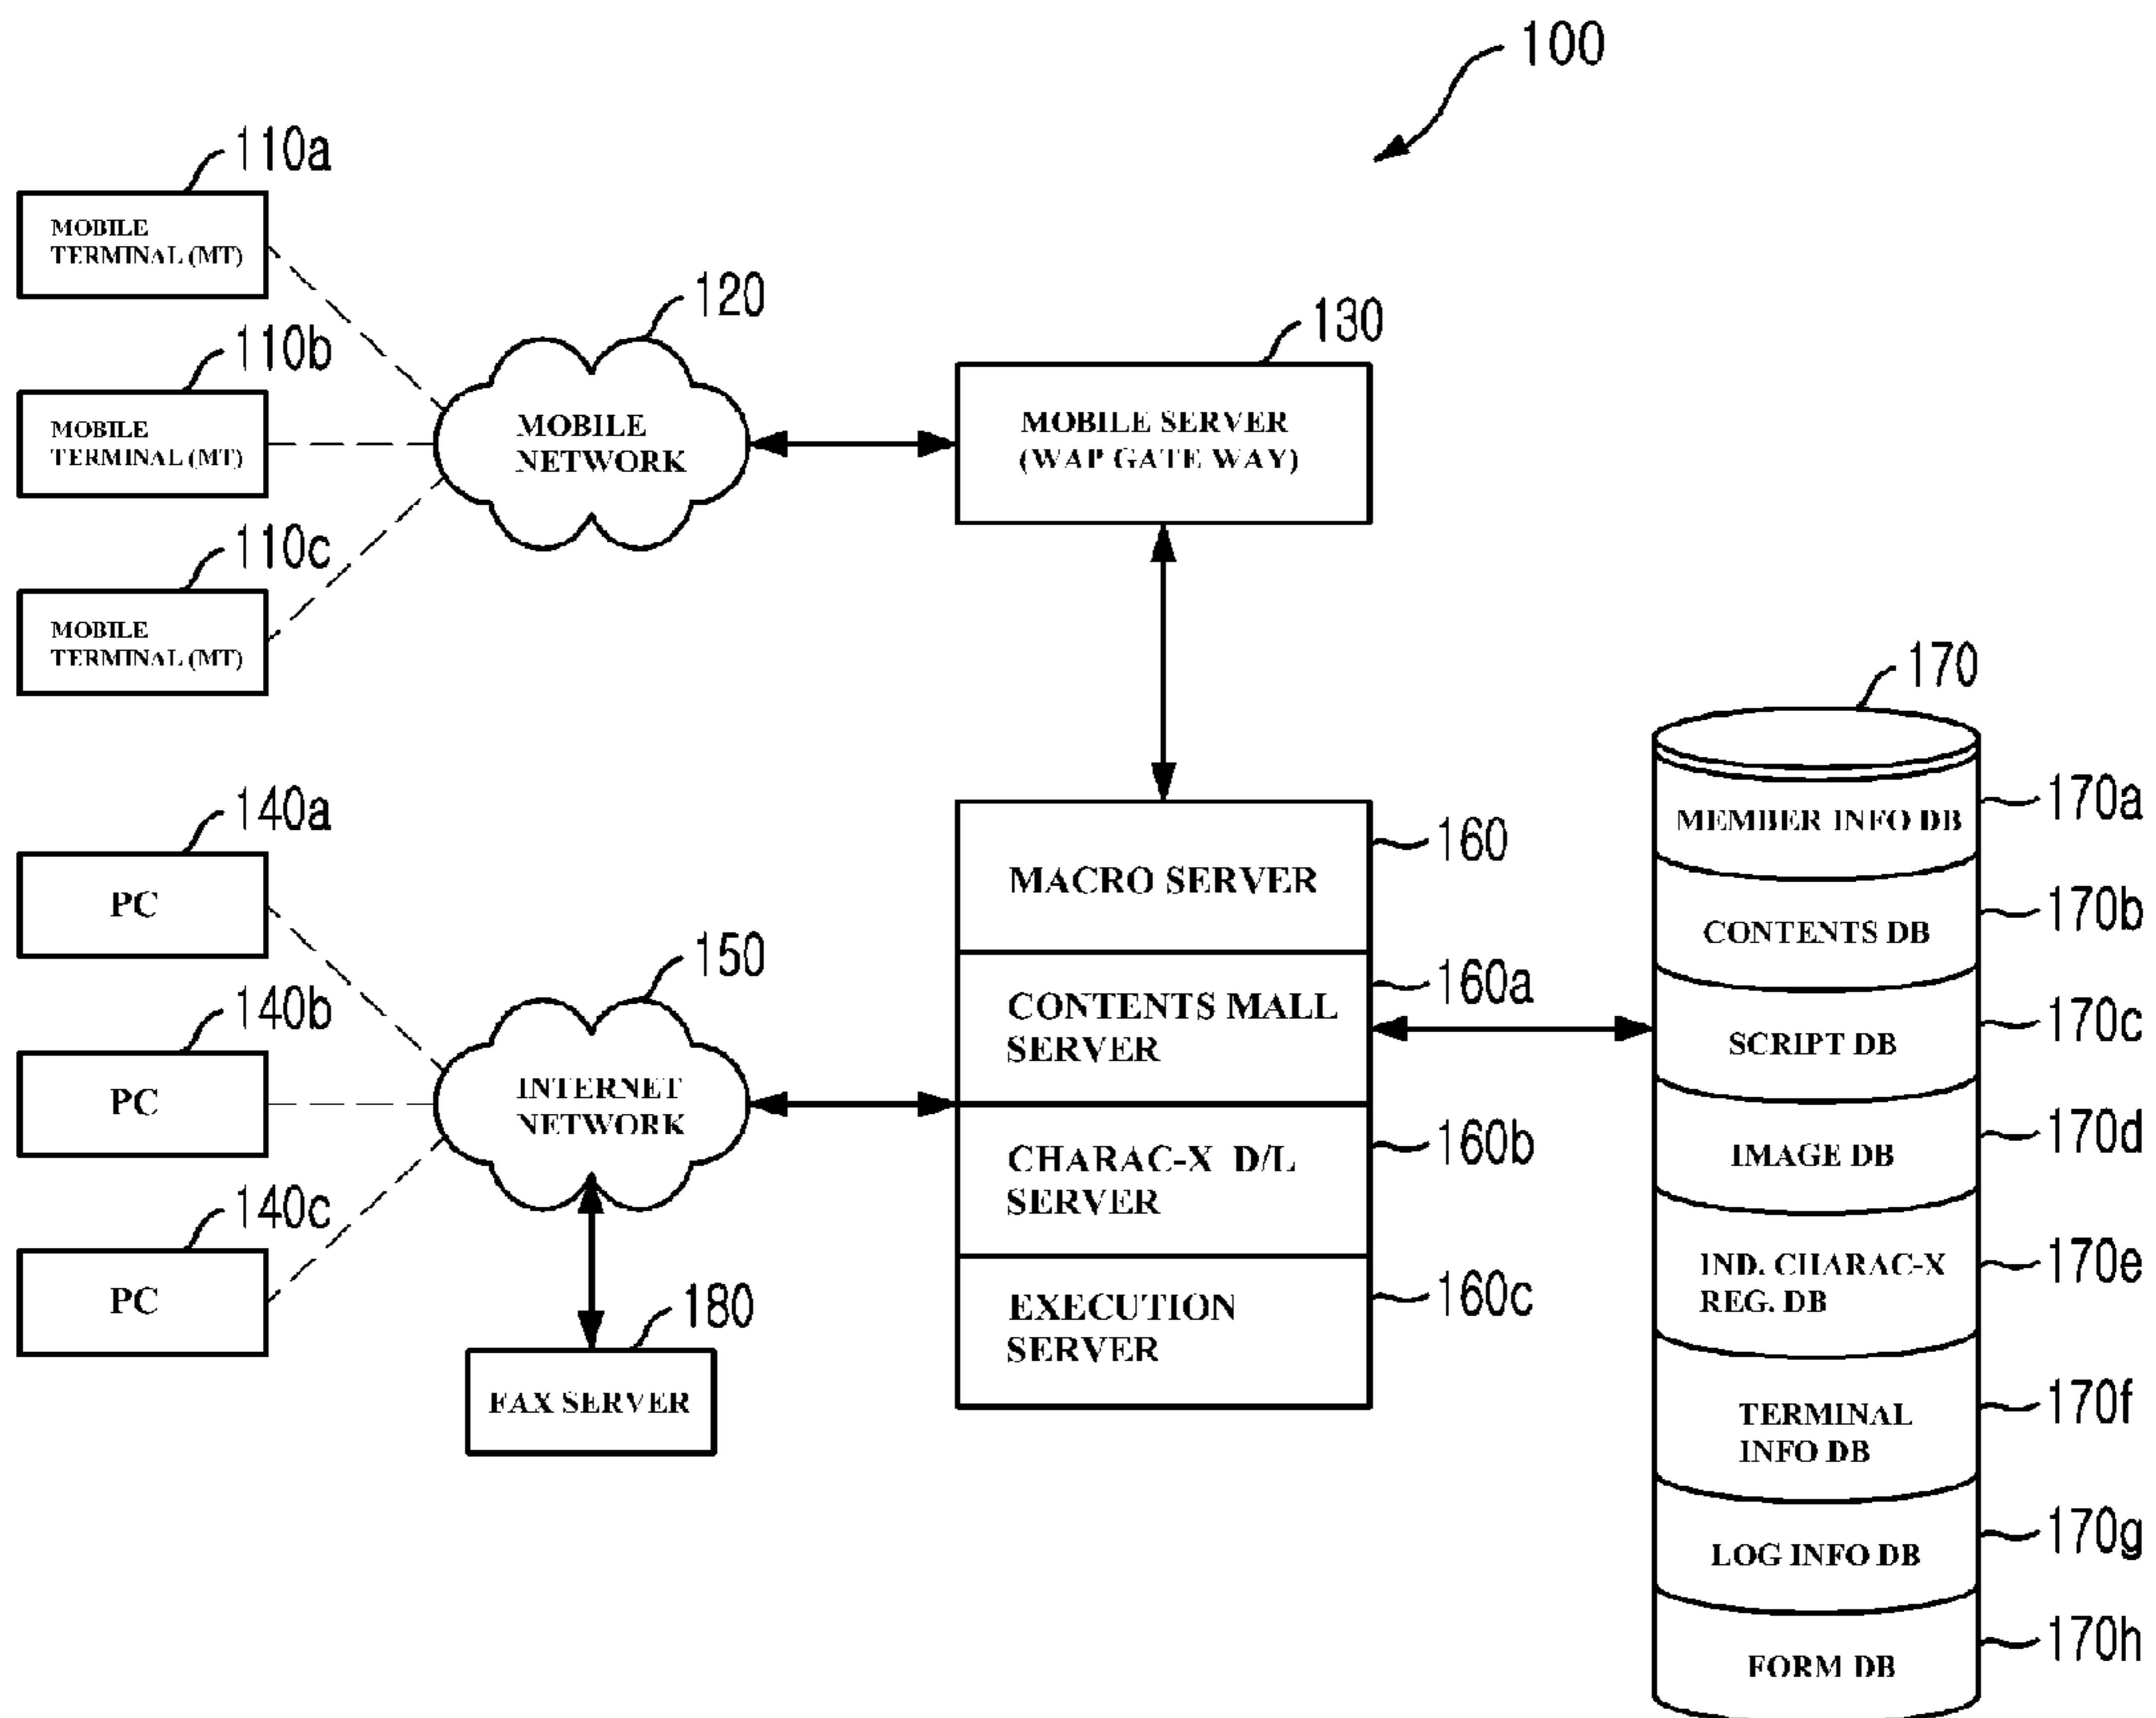 100
110a
MOBILE
TERMINAL (MT)
110b
MOBILE
TERMINAL (MT)
110c
MOBILE
TERMINAL (MT)
120
MOBILE
NETWORK
130
MOBILE SERVER
(WAP GATE WAY)
140a
PC
140b
PC
140c
PC
150
INTERNET
NETWORK
180
FAX SERVER
160
MACRO SERVER
160a
CONTENTS MALL
SERVER
160b
CHARAC-X D/L
SERVER
160c
EXECUTION
SERVER
170
170a
MEMBER INFO DB
170b
CONTENTS DB
170c
SCRIPT DB
170d
IMAGE DB
170e
IND. CHARAC-X
REG. DB
170f
TERMINAL
INFO DB
170g
LOG INFO DB
170h
FORM DB